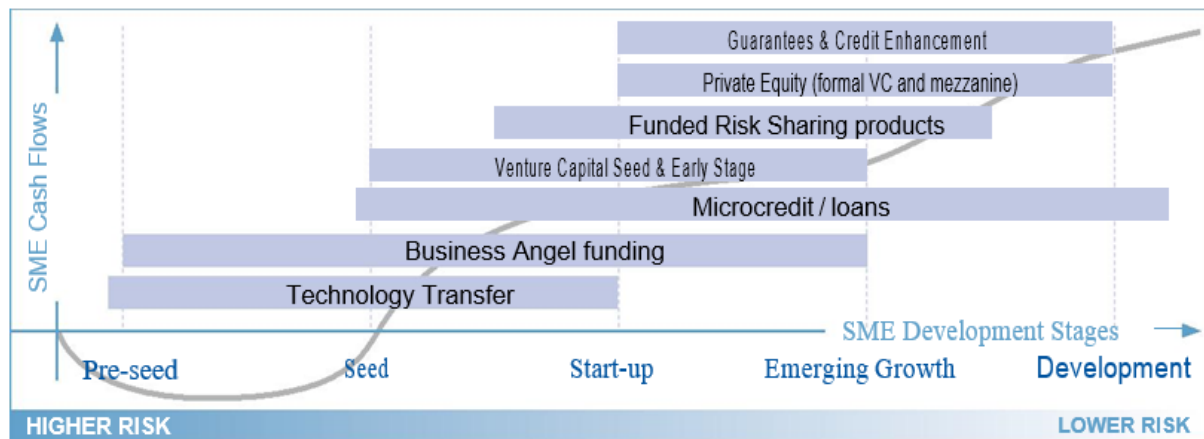 SME Cash Flows
Guarantees & Credit Enhancement
Private Equity (formal VC and mezzanine)
Funded Risk Sharing products
Venture Capital Seed & Early Stage
Microcredit / loans
Business Angel funding
Technology Transfer
SME Development Stages
Pre-seed Seed Start-up Emerging Growth Development
HIGHER RISK LOWER RISK